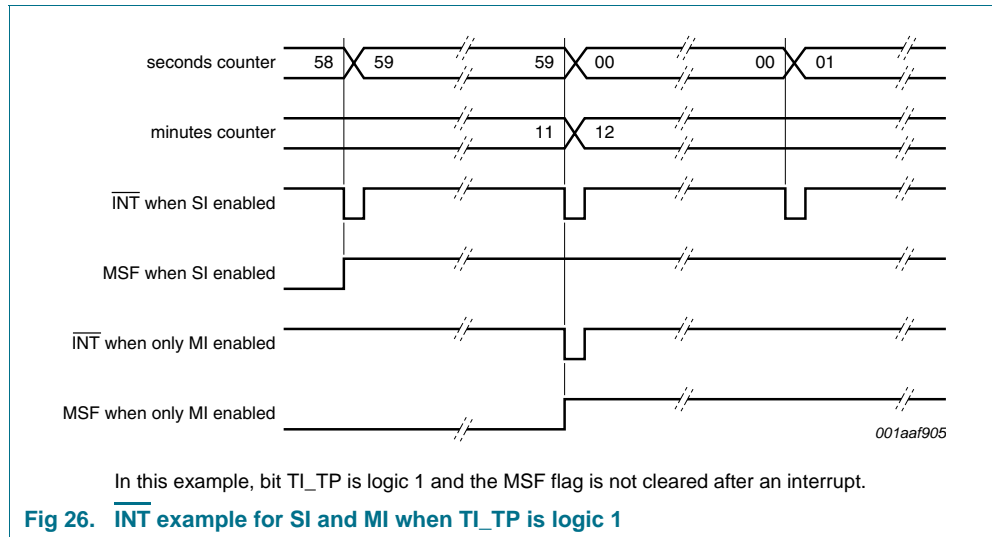 seconds counter 58 59 59 00 00 01
minutes counter 11 12
INT when SI enabled
MSF when SI enabled
INT when only MI enabled
MSF when only MI enabled
001aaf905
In this example, bit TI_TP is logic 1 and the MSF flag is not cleared after an interrupt.
Fig 26. INT example for SI and MI when TI_TP is logic 1